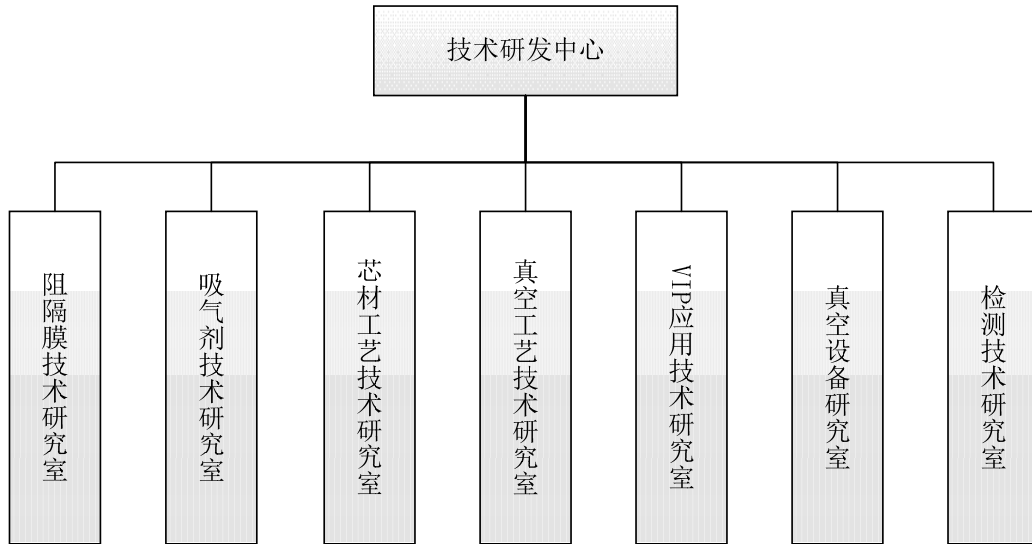 技术研发中心
阻隔膜技术研究室
吸气剂技术研究室
芯材工艺技术研究室
真空工艺技术研究室
VIP应用技术研究室
真空设备研究室
检测技术研究室